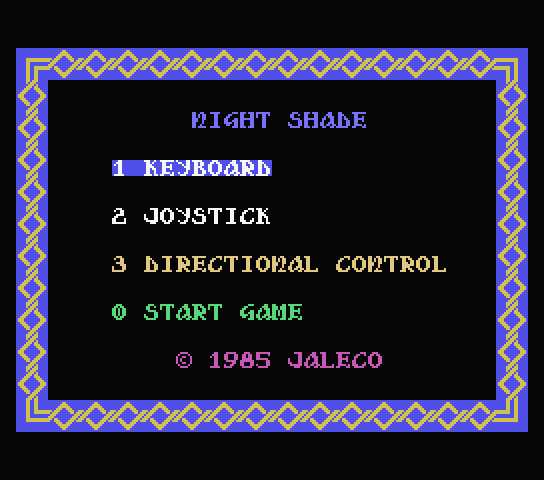 NIGHT SHADE
1 KEYBOARD
2 JOYSTICK
3 DIRECTIONAL CONTROL
0 START GAME
© 1985 JALECO